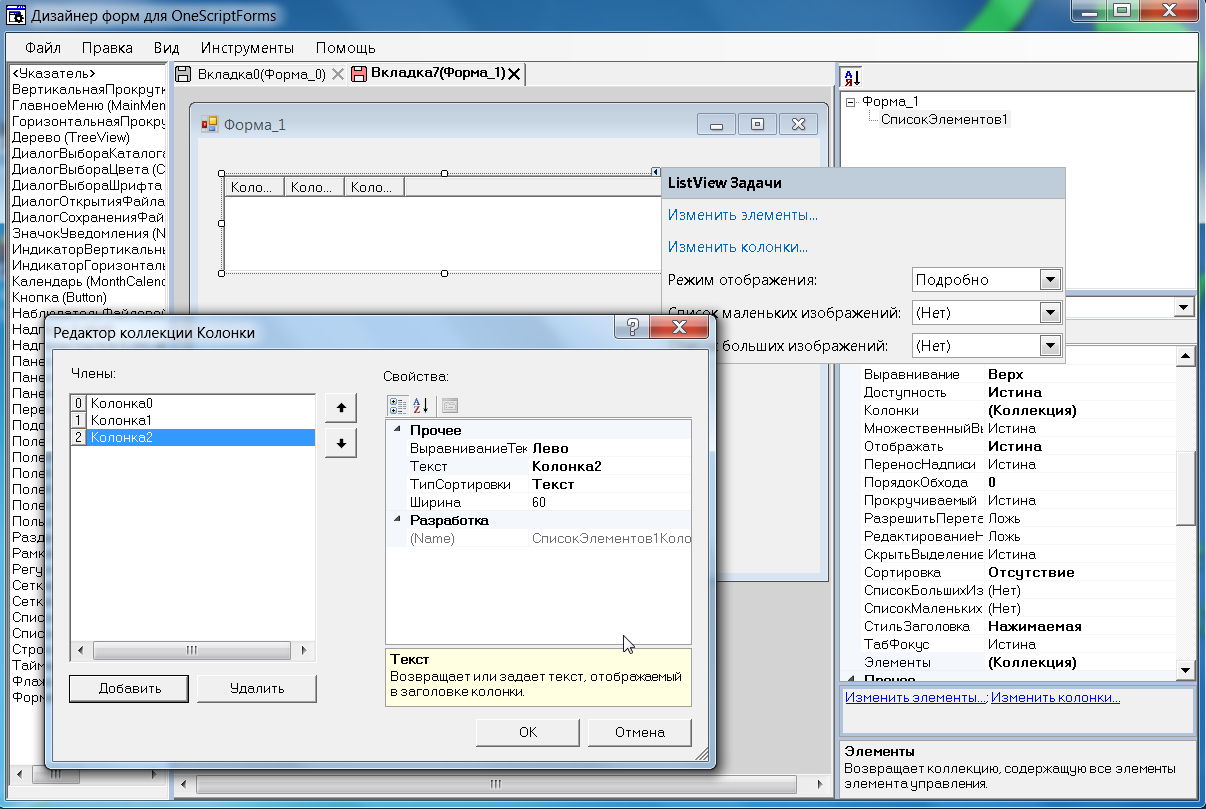 Дизайнер форм для OneScriptForms
Файл Правка Вид Инструменты Помощь
<Указатель>
ВертикальнаяПрокрутк
ГлавноеМеню (MainMen
ГоризонтальнаяПрокру
Дерево (TreeView)
ДиалогВыбораКаталога
ДиалогВыбораЦвета (C
ДиалогВыбораШрифта
ДиалогОткрытияФайла
ДиалогСохраненияФай
ЗначокУведомления (N
ИндикаторВертикальн
ИндикаторГоризонталь
Календарь (MonthCalenc
Кнопка (Button)
НаблюдательФайловой
Надп
Надп
Пане
Пане
Пане
Пере
Подс
Поле
Поле
Поле
Поле
Поле
Поль
Разд
Рамк
Регу
Сетк
Сетк
Спис
Спис
Стро
Тайм
Флаж
Форм
Вкладка0(Форма_0) Вкладка7(Форма_1)
Форма_1
Коло... Коло... Коло...
ListView Задачи
Изменить элементы...
Изменить колонки...
Режим отображения: Подробно
Список маленьких изображений: (Нет)
больших изображений: (Нет)
Редактор коллекции Колонки
Члены:
0 Колонка0
1 Колонка1
2 Колонка2
Добавить Удалить
Свойства:
Прочее
ВыравниваниеТек Лево
Текст Колонка2
ТипСортировки Текст
Ширина 60
Разработка
(Name) СписокЭлементов1Коло
Текст
Возвращает или задает текст, отображаемый
в заголовке колонки.
OK Отмена
Форма_1
СписокЭлементов1
Выравнивание Верх
Доступность Истина
Колонки (Коллекция)
МножественныйВы Истина
Отображать Истина
ПереносНадписи Истина
ПорядокОбхода 0
Прокручиваемый Истина
РазрешитьПерета Ложь
РедактированиеН Ложь
СкрытьВыделение Истина
Сортировка Отсутствие
СписокБольшихИз (Нет)
СписокМаленьких (Нет)
СтильЗаголовка Нажимаемая
ТабФокус Истина
Элементы (Коллекция)
Прочее
Изменить элементы...; Изменить колонки...
Элементы
Возвращает коллекцию, содержащую все элементы
элемента управления.